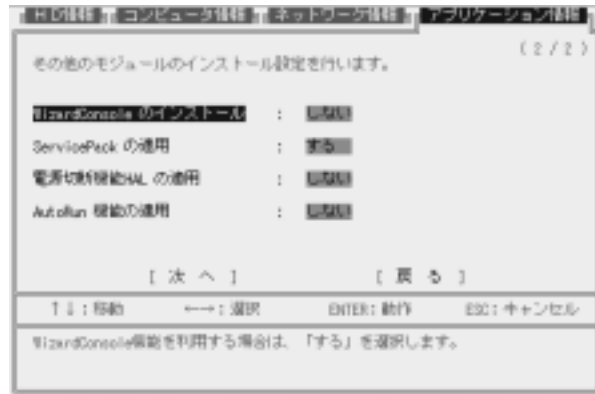 HD情報 コンピュータ情報 ネットワーク情報 アプリケーション情報
(2/2)
その他のモジュールのインストール設定を行います。
WizardConsole のインストール : しない
ServicePack の適用 : する
電源切断機能HAL の適用 : しない
AutoRun 機能の適用 : しない
[ 次 へ ] [ 戻 る ]
↑↓:移動 ←→:選択 ENTER:動作 ESC:キャンセル
WizardConsole機能を利用する場合は、「する」を選択します。